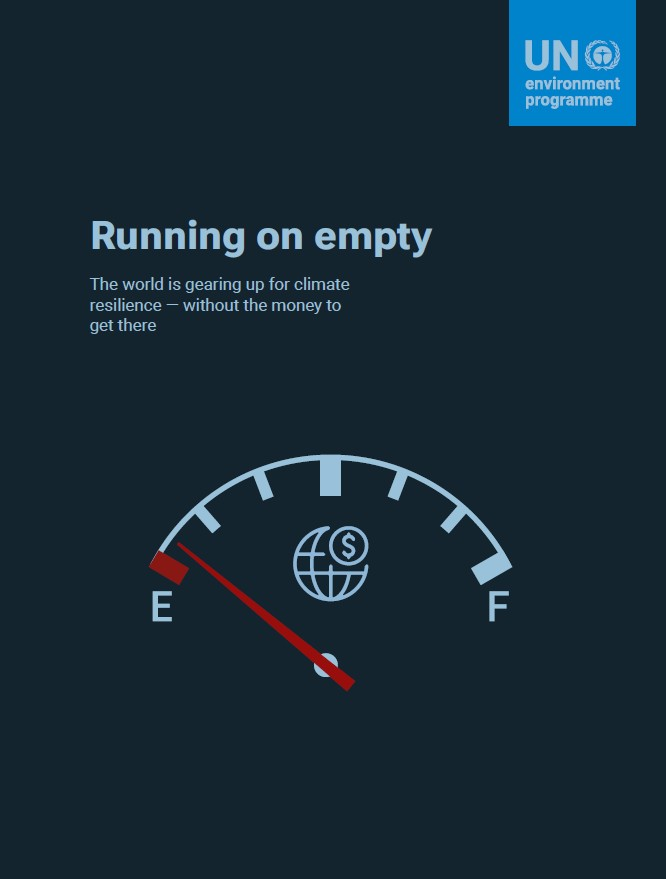 UN
environment
programme
Running on empty
The world is gearing up for climate
resilience — without the money to
get there
$
E
F